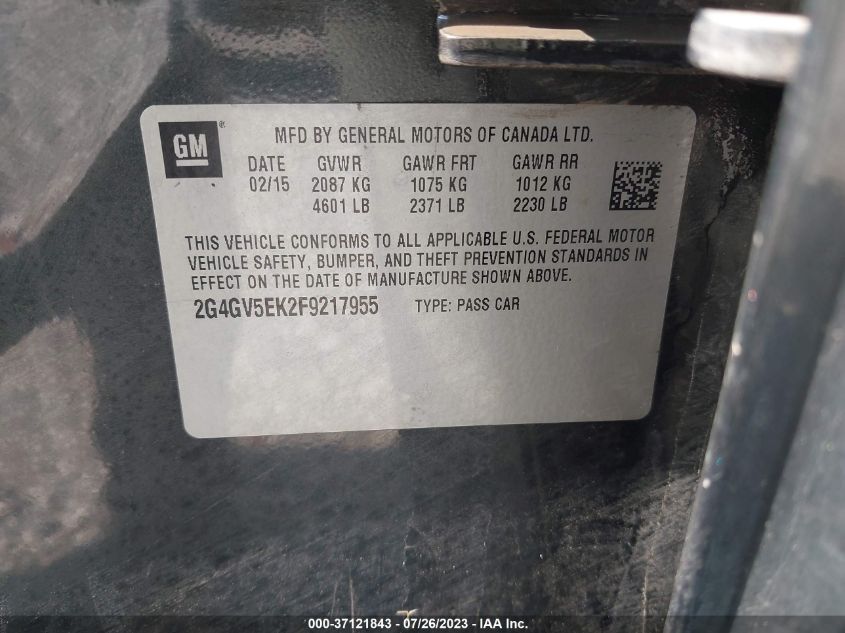 GM ® MFD BY GENERAL MOTORS OF CANADA LTD.
DATE GVWR GAWR FRT GAWR RR
02/15 2087 KG 1075 KG 1012 KG
4601 LB 2371 LB 2230 LB
THIS VEHICLE CONFORMS TO ALL APPLICABLE U.S. FEDERAL MOTOR
VEHICLE SAFETY, BUMPER, AND THEFT PREVENTION STANDARDS IN
EFFECT ON THE DATE OF MANUFACTURE SHOWN ABOVE.
2G4GV5EK2F9217955 TYPE: PASS CAR
000-37121843 - 07/26/2023 - IAA Inc.